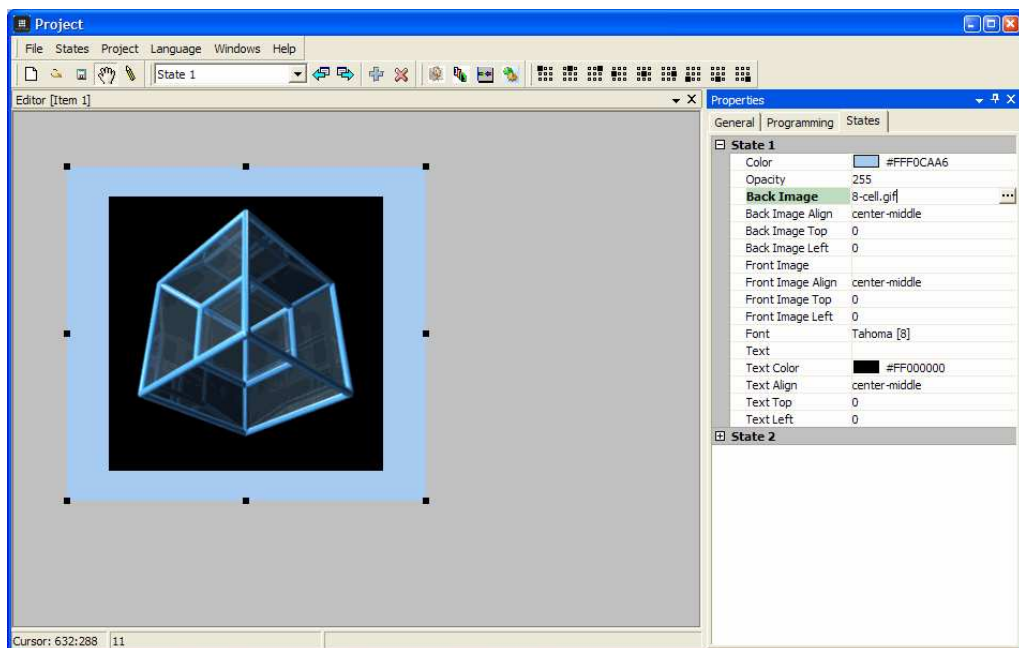 Project
File States Project Language Windows Help
State 1
Editor [Item 1]
Properties
General Programming States
State 1
Color #FFF0CAA6
Opacity 255
Back Image 8-cell.gif
Back Image Align center-middle
Back Image Top 0
Back Image Left 0
Front Image
Front Image Align center-middle
Front Image Top 0
Front Image Left 0
Font Tahoma [8]
Text
Text Color #FF000000
Text Align center-middle
Text Top 0
Text Left 0
State 2
Cursor: 632:288 11